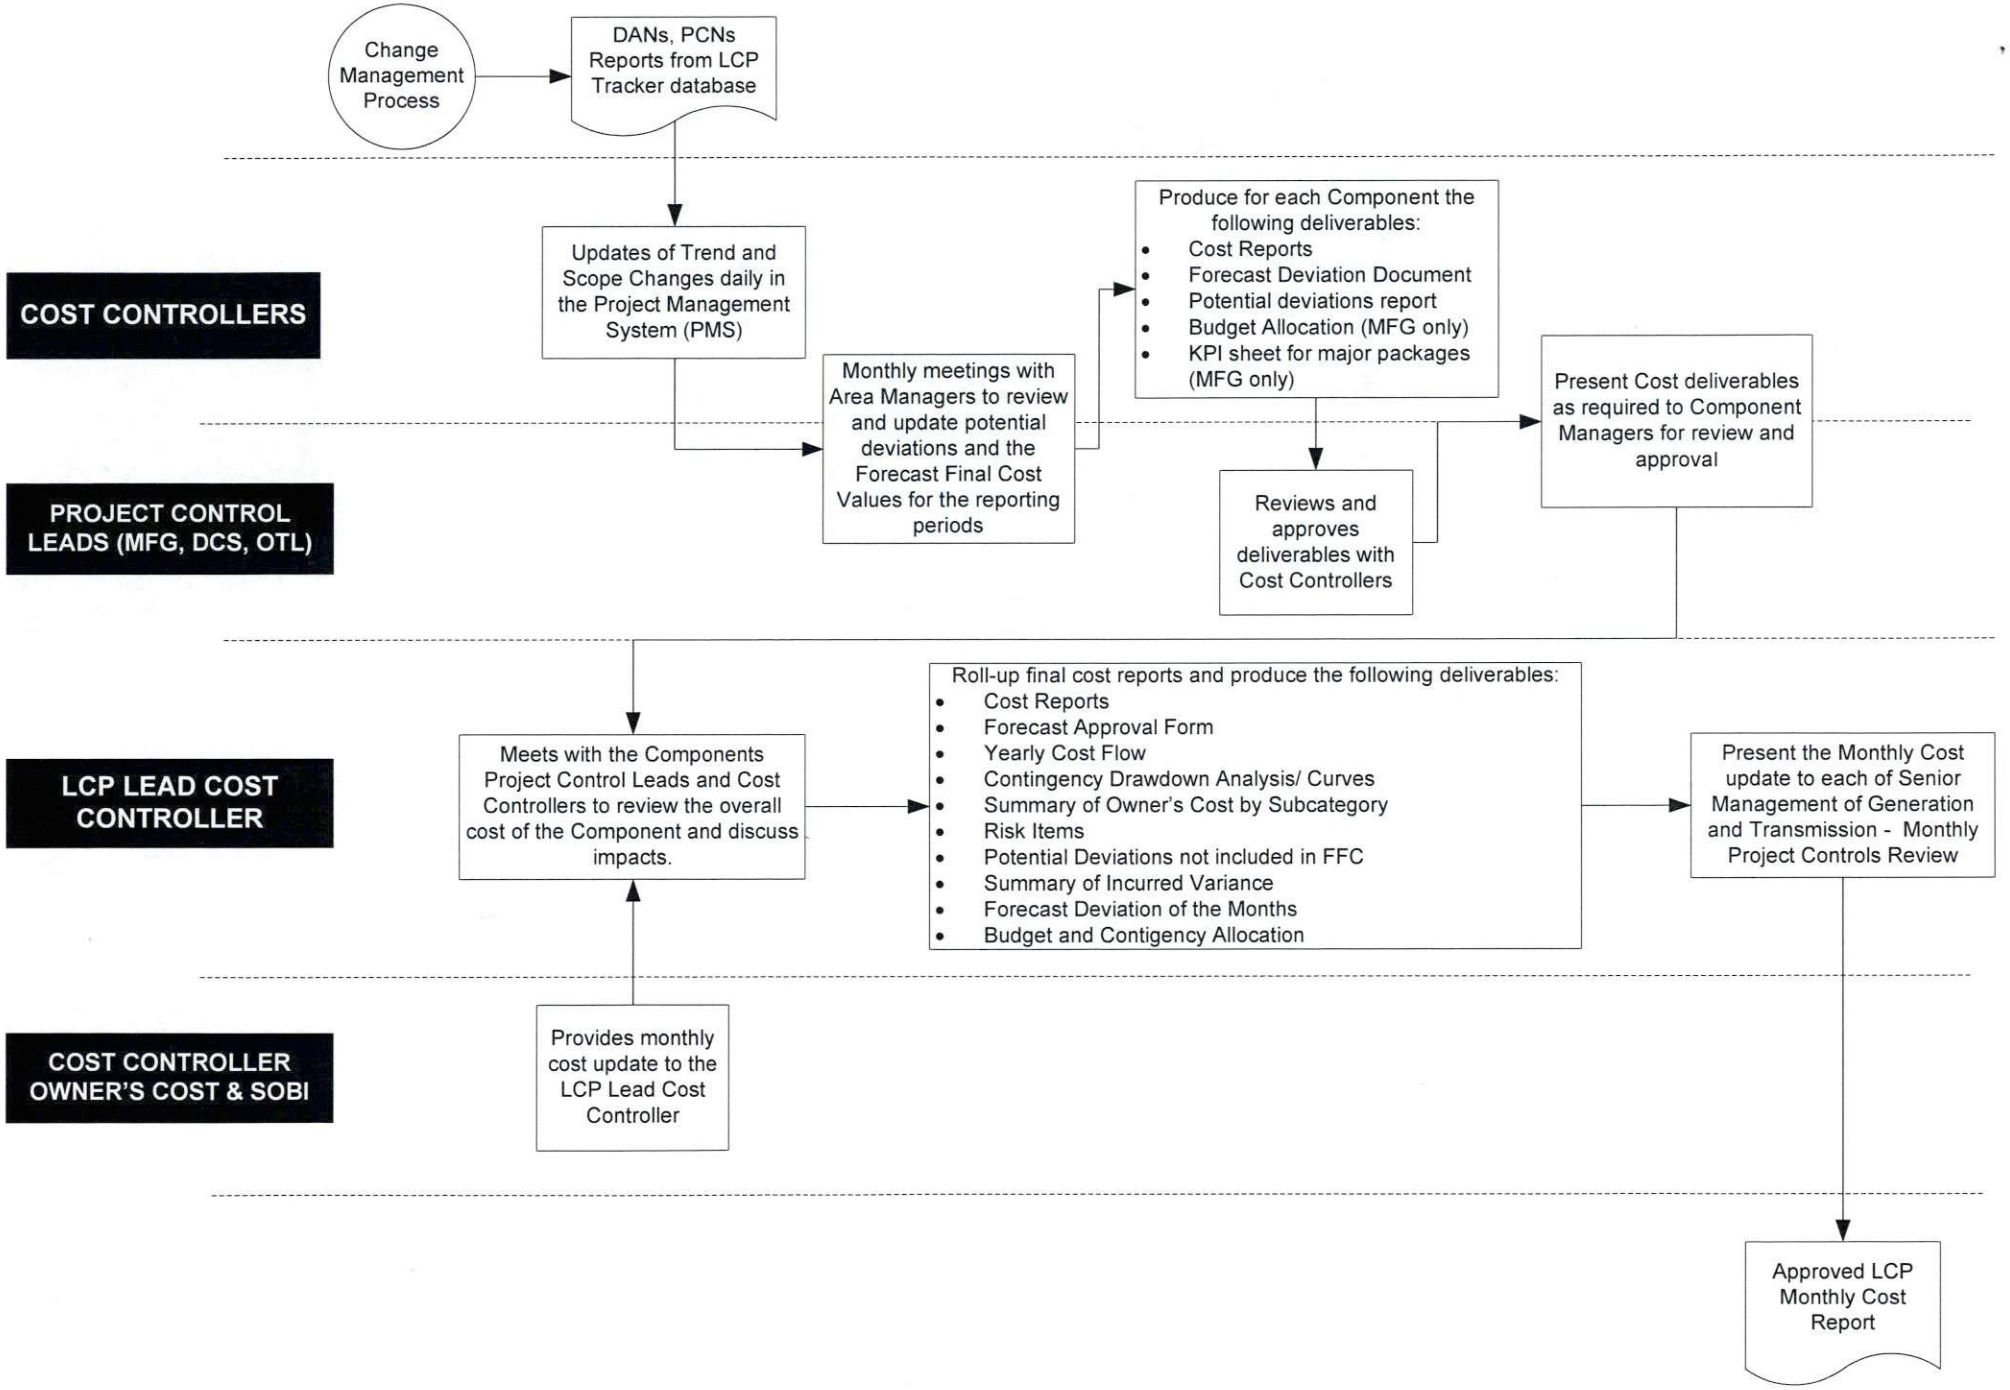 Change
Management
Process
DANs, PCNs
Reports from LCP
Tracker database
COST CONTROLLERS
Updates of Trend and
Scope Changes daily in
the Project Management
System (PMS)
Monthly meetings with
Area Managers to review
and update potential
deviations and the
Forecast Final Cost
Values for the reporting
periods
Produce for each Component the
following deliverables:
• Cost Reports
• Forecast Deviation Document
• Potential deviations report
• Budget Allocation (MFG only)
• KPI sheet for major packages
(MFG only)
Present Cost deliverables
as required to Component
Managers for review and
approval
PROJECT CONTROL
LEADS (MFG, DCS, OTL)
Reviews and
approves
deliverables with
Cost Controllers
LCP LEAD COST
CONTROLLER
Meets with the Components
Project Control Leads and Cost
Controllers to review the overall
cost of the Component and discuss
impacts.
Roll-up final cost reports and produce the following deliverables:
• Cost Reports
• Forecast Approval Form
• Yearly Cost Flow
• Contingency Drawdown Analysis/ Curves
• Summary of Owner's Cost by Subcategory
• Risk Items
• Potential Deviations not included in FFC
• Summary of Incurred Variance
• Forecast Deviation of the Months
• Budget and Contigency Allocation
Present the Monthly Cost
update to each of Senior
Management of Generation
and Transmission - Monthly
Project Controls Review
COST CONTROLLER
OWNER'S COST & SOBI
Provides monthly
cost update to the
LCP Lead Cost
Controller
Approved LCP
Monthly Cost
Report